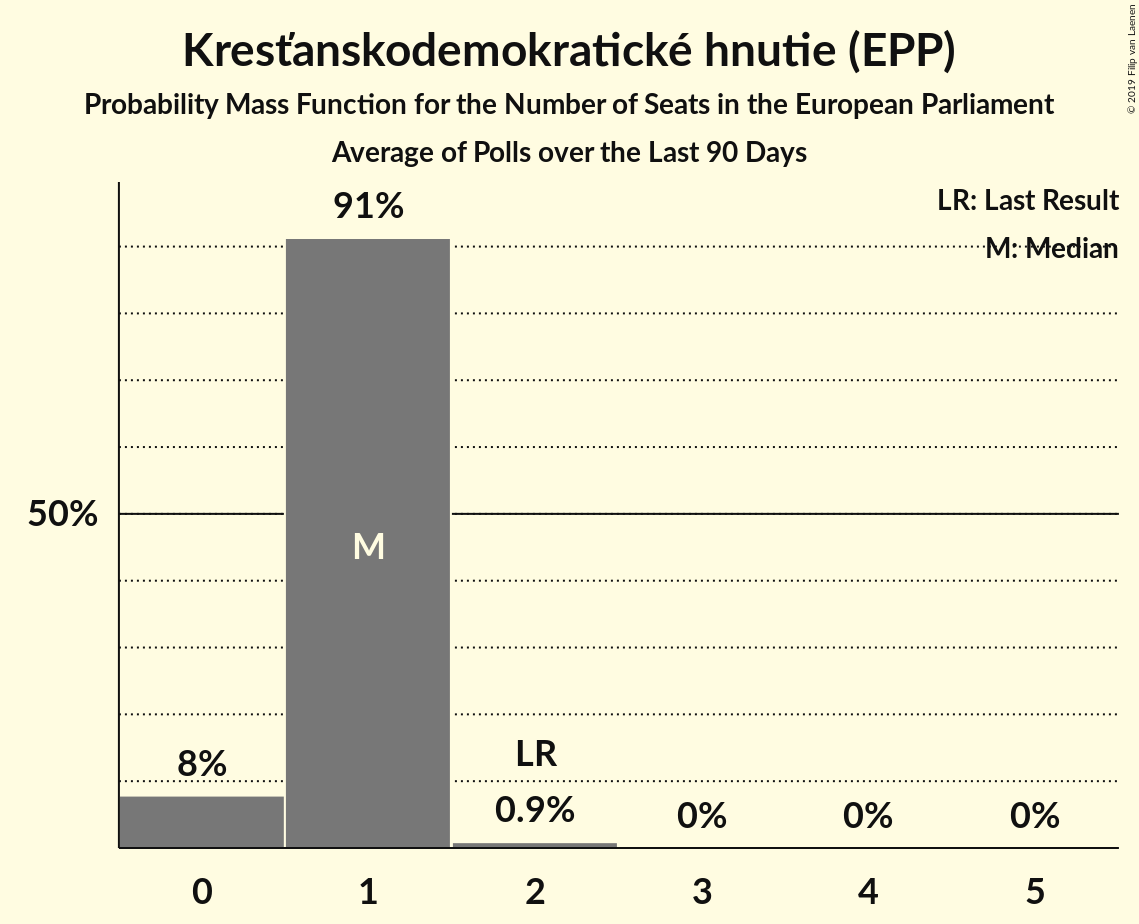 Kresťanskodemokratické hnutie (EPP)
Probability Mass Function for the Number of Seats in the European Parliament
Average of Polls over the Last 90 Days
© 2019 Filip van Laenen
LR: Last Result
M: Median
91%
50%
M
8%
LR
0.9%
0%
0%
0%
0 1 2 3 4 5